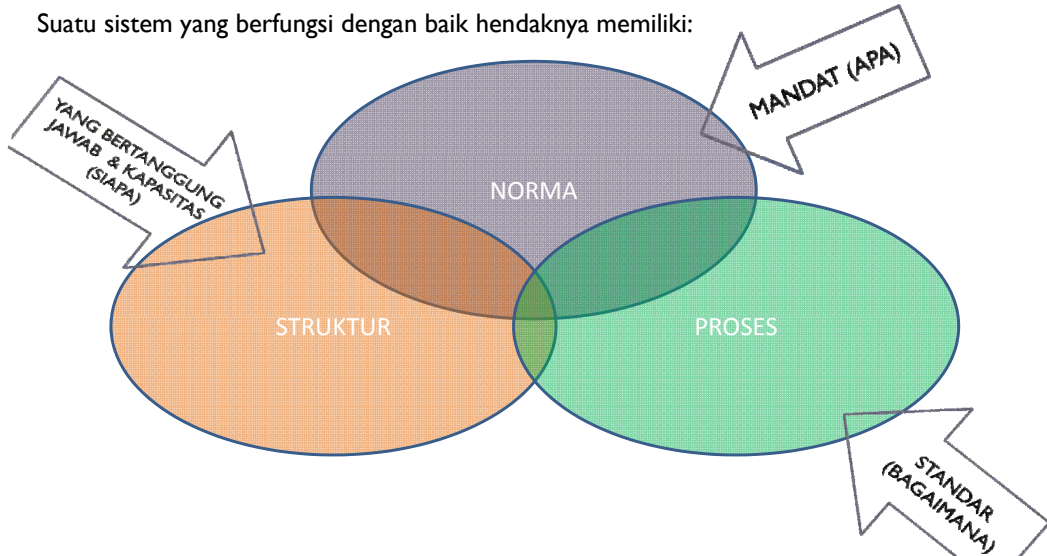 Suatu sistem yang berfungsi dengan baik hendaknya memiliki:
MANDAT (APA)
YANG BERTANGGUNG
JAWAB & KAPASITAS
(SIAPA)
NORMA
STRUKTUR
PROSES
STANDAR
(BAGAIMANA)